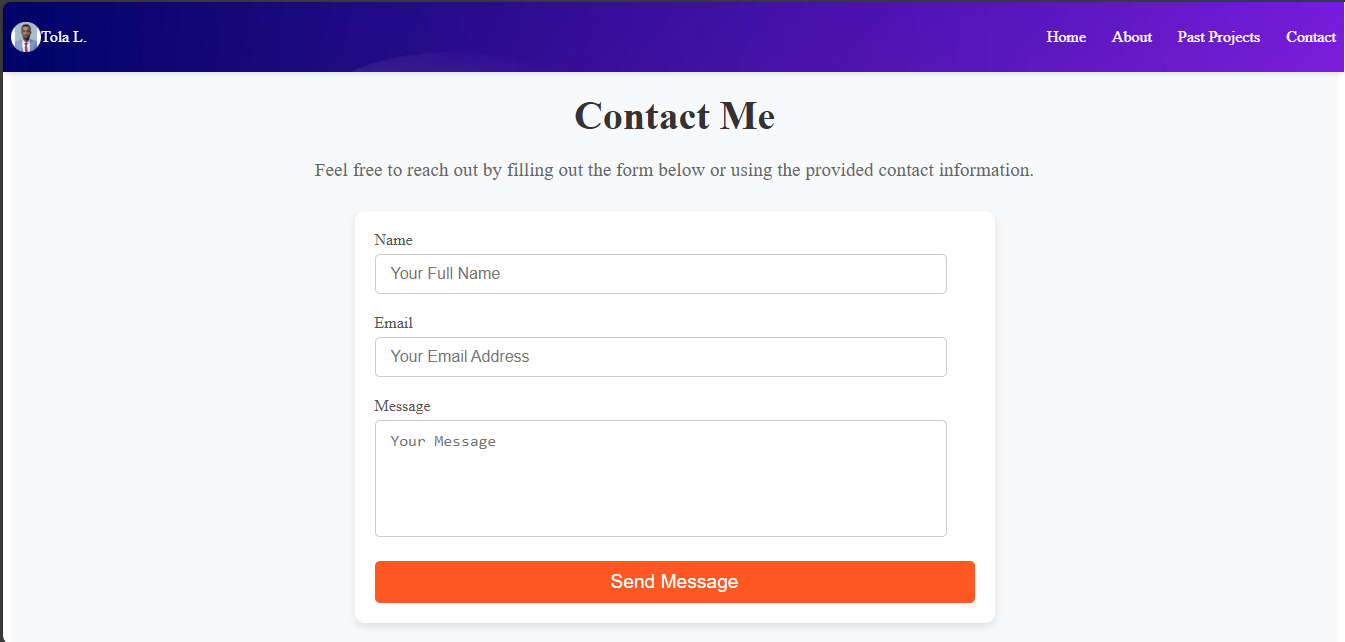 Tola L.
Home About Past Projects Contact
Contact Me
Feel free to reach out by filling out the form below or using the provided contact information.
Name
Your Full Name
Email
Your Email Address
Message
Your Message
Send Message